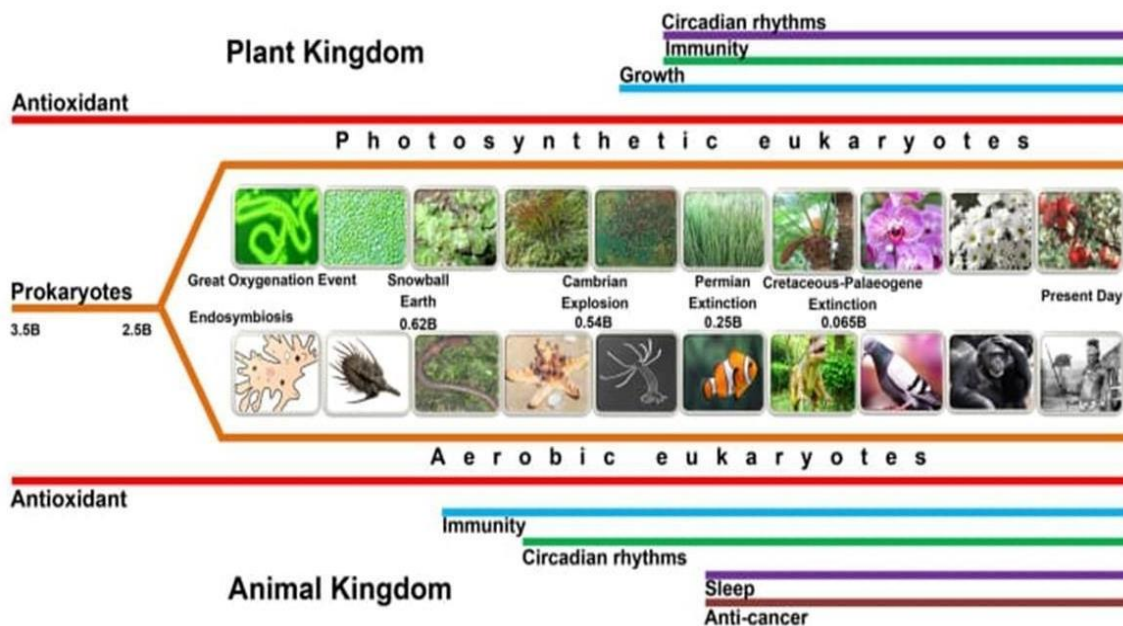 Circadian rhythms
Plant Kingdom
Immunity
Growth
Antioxidant
Photosynthetic eukaryotes
Great Oxygenation Event
Snowball
Earth
0.62B
Cambrian
Explosion
0.54B
Permian
Extinction
0.25B
Cretaceous-Palaeogene
Extinction
0.065B
Present Day
Prokaryotes
3.5B 2.5B
Endosymbiosis
Aerobic eukaryotes
Antioxidant
Immunity
Circadian rhythms
Animal Kingdom
Sleep
Anti-cancer